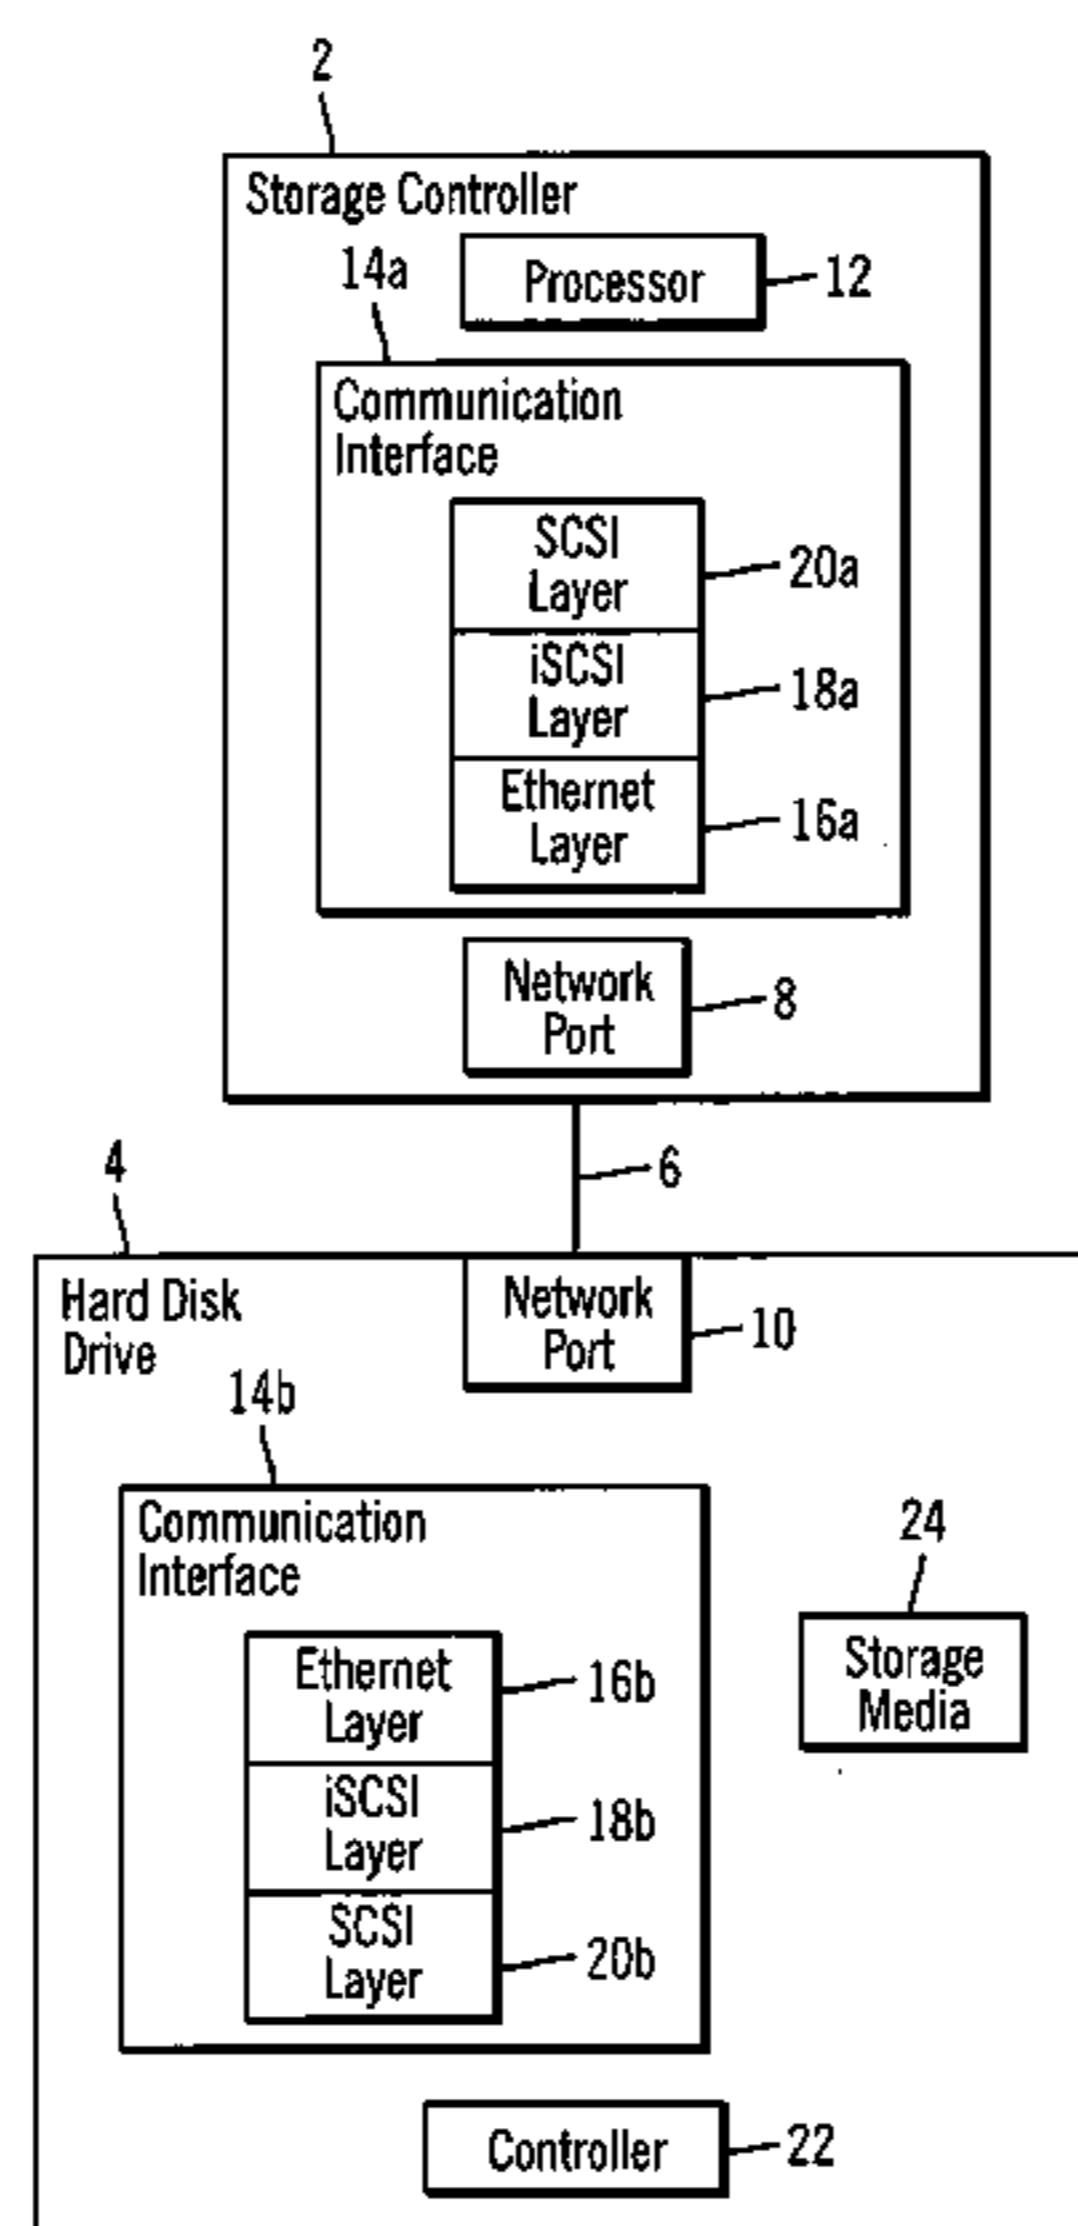 2
Storage Controller
14a
Processor
12
Communication
Interface
SCSI
Layer
20a
iSCSI
Layer
18a
Ethernet
Layer
16a
Network
Port
8
6
4
Hard Disk
Drive
Network
Port
10
14b
Communication
Interface
24
Storage
Media
Ethernet
Layer
16b
iSCSI
Layer
18b
SCSI
Layer
20b
Controller
22